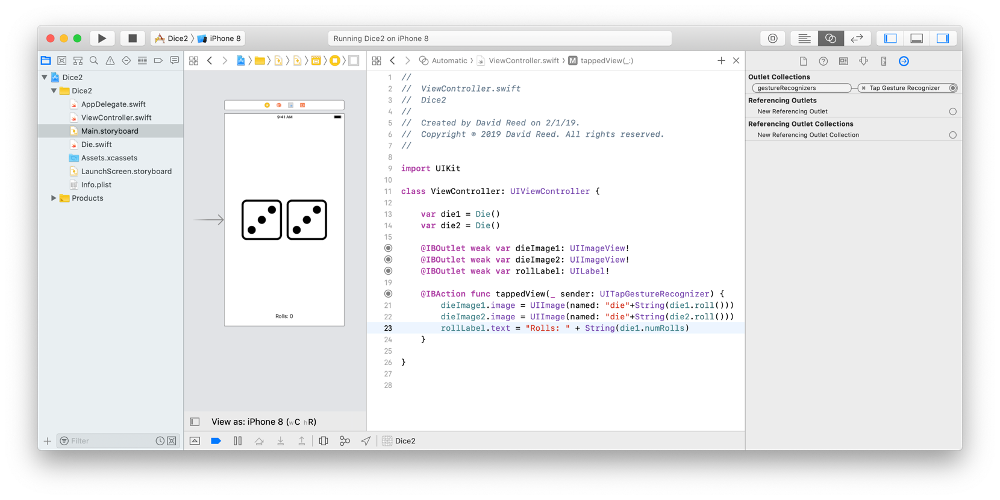 Dice2 〉 iPhone 8
Running Dice2 on iPhone 8
Automatic 〉 ViewController.swift 〉 M tappedView(_:)
Dice2
Dice2
AppDelegate.swift
ViewController.swift
Main.storyboard
Die.swift
Assets.xcassets
LaunchScreen.storyboard
Info.plist
Products
Filter
9:41 AM
Rolls: 0
View as: iPhone 8 (wC hR)
1 //
2 //  ViewController.swift
3 //  Dice2
4 //
5 //  Created by David Reed on 2/1/19.
6 //  Copyright © 2019 David Reed. All rights reserved.
7 //
8
9 import UIKit
10
11 class ViewController: UIViewController {
12
13     var die1 = Die()
14     var die2 = Die()
15
@IBOutlet weak var dieImage1: UIImageView!
@IBOutlet weak var dieImage2: UIImageView!
@IBOutlet weak var rollLabel: UILabel!
19
@IBAction func tappedView(_ sender: UITapGestureRecognizer) {
21         dieImage1.image = UIImage(named: "die"+String(die1.roll()))
22         dieImage2.image = UIImage(named: "die"+String(die2.roll()))
23         rollLabel.text = "Rolls: " + String(die1.numRolls)
24     }
25
26 }
27
28
Dice2
Outlet Collections
gestureRecognizers
Tap Gesture Recognizer
Referencing Outlets
New Referencing Outlet
Referencing Outlet Collections
New Referencing Outlet Collection